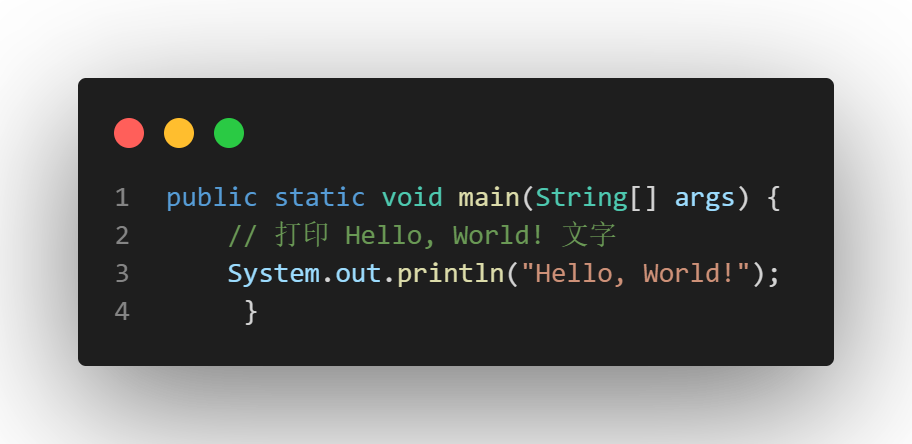 1 public static void main(String[] args) {
2     // 打印 Hello, World! 文字
3     System.out.println("Hello, World!");
4      }